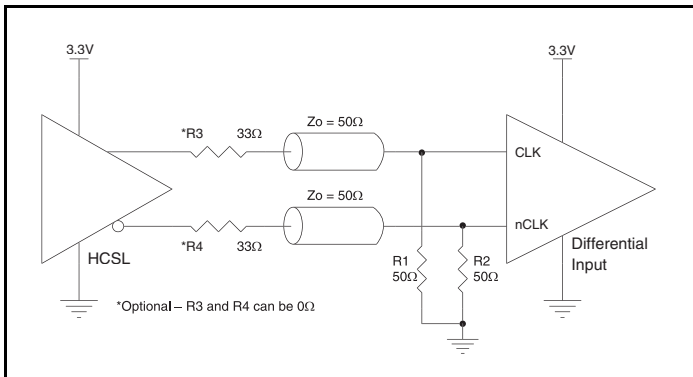 3.3V
3.3V
*R3
33Ω
Zo = 50Ω
CLK
Zo = 50Ω
*R4
33Ω
nCLK
HCSL
R1
50Ω
R2
50Ω
Differential
Input
*Optional – R3 and R4 can be 0Ω